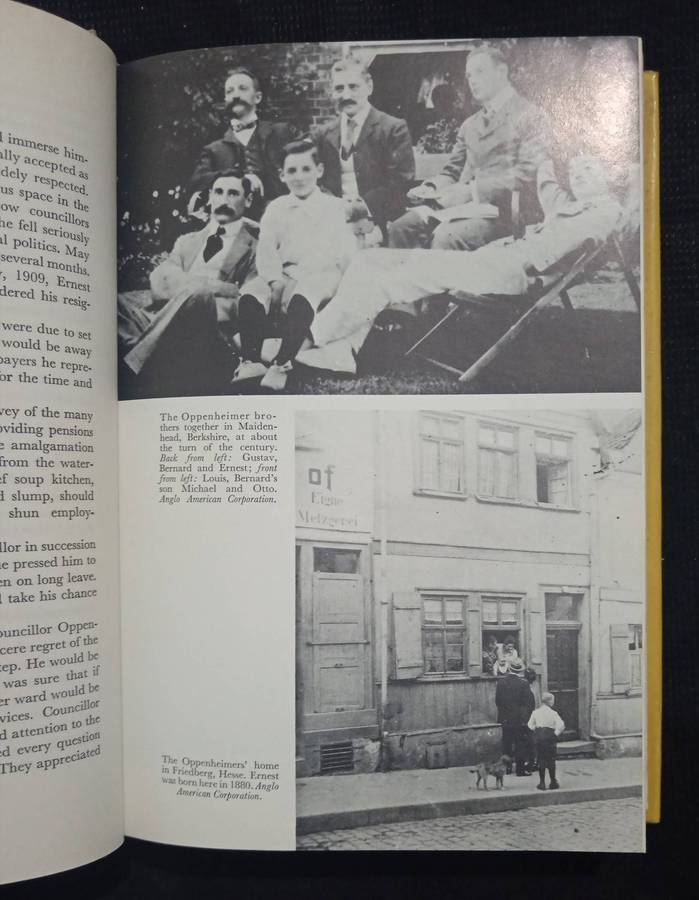 l immerse him-
ally accepted as
dely respected.
us space in the
ow councillors
he fell seriously
al politics. May
several months.
y, 1909, Ernest
dered his resig-
were due to set
would be away
payers he repre-
for the time and
vey of the many
oviding pensions
e amalgamation
from the water-
ef soup kitchen,
d slump, should
shun employ-
llor in succession
e pressed him to
en on long leave.
l take his chance
ouncillor Oppen-
cere regret of the
tep. He would be
was sure that if
er ward would be
vices. Councillor
d attention to the
ed every question
They appreciated
The Oppenheimer bro-
thers together in Maiden-
head, Berkshire, at about
the turn of the century.
Back from left: Gustav,
Bernard and Ernest; front
from left: Louis, Bernard's
son Michael and Otto.
Anglo American Corporation.
of
Eigne
Metzgerei
The Oppenheimers' home
in Friedberg, Hesse. Ernest
was born here in 1880. Anglo
American Corporation.